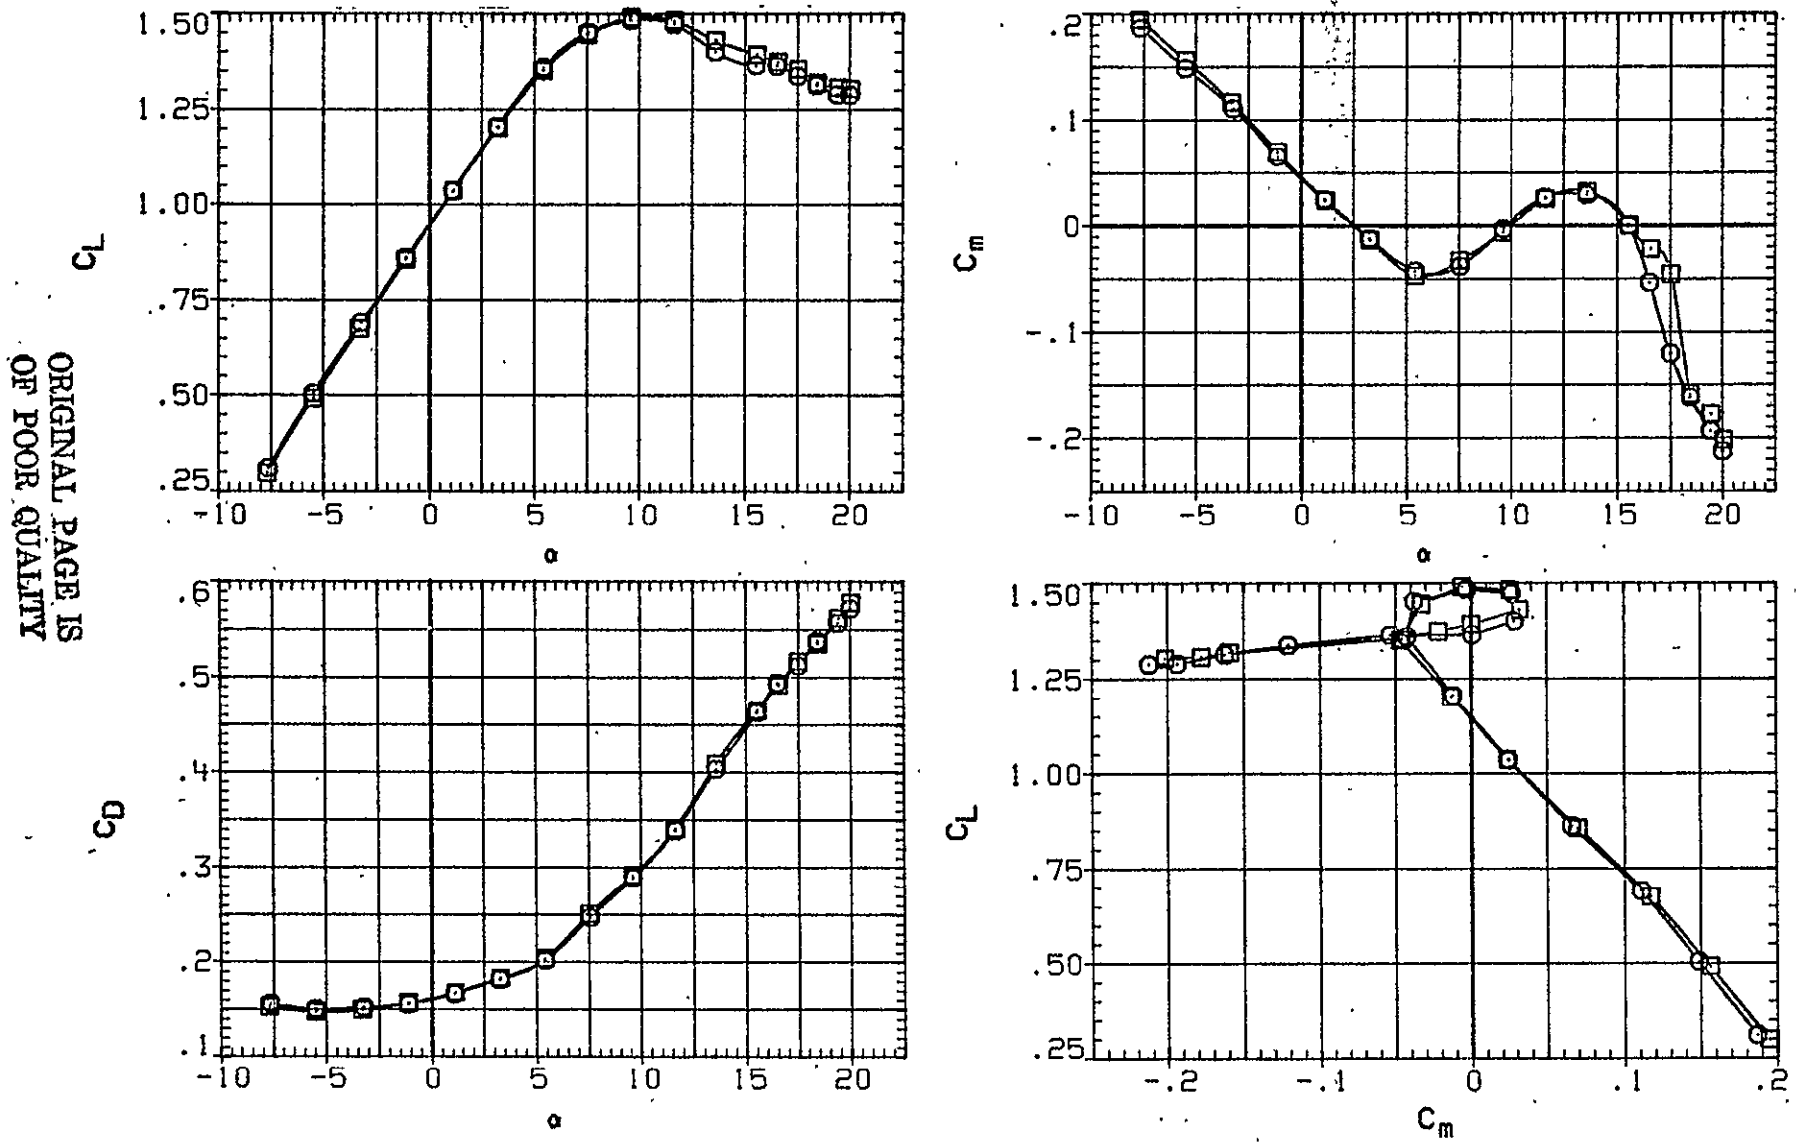 ORIGINAL PAGE IS
OF POOR QUALITY
1.50
1.25
1.00
.75
.50
.25
C_L
-10 -5 0 5 10 15 20
α
.2
.1
0
-.1
-.2
C_m
-10 -5 0 5 10 15 20
α
.6
.5
.4
.3
.2
.1
C_D
-10 -5 0 5 10 15 20
α
1.50
1.25
1.00
.75
.50
.25
C_L
-.2 -.1 0 .1 .2
C_m